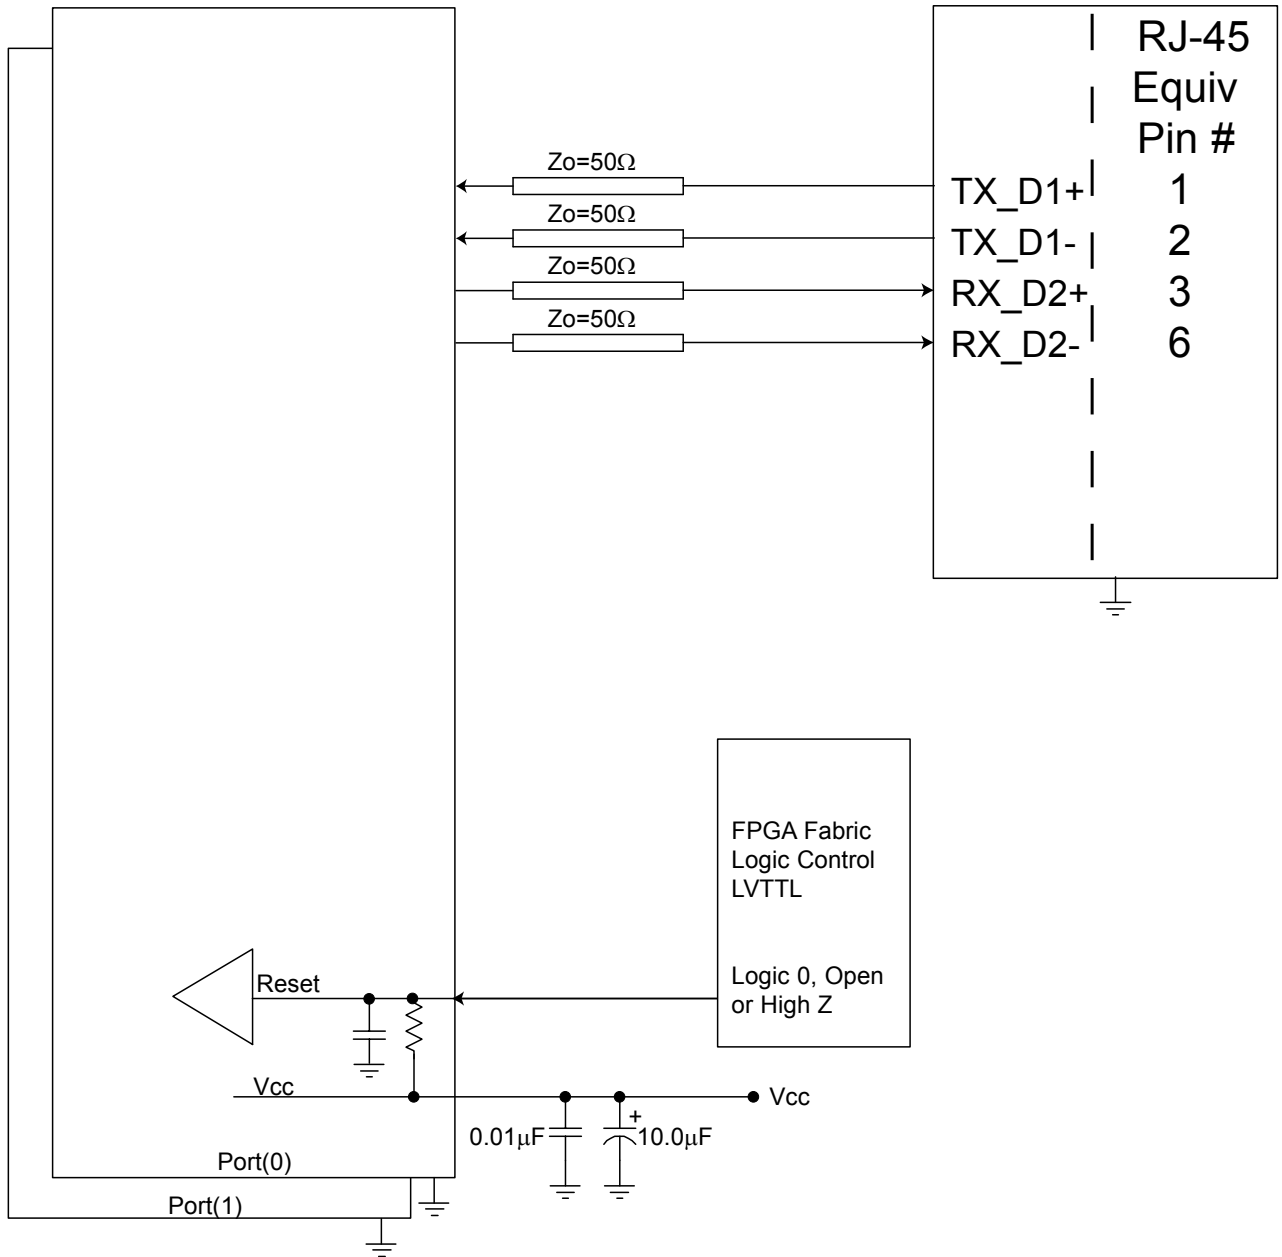 RJ-45
Equiv
Pin #
Zo=50Ω
TX_D1+ 1
Zo=50Ω
TX_D1- 2
Zo=50Ω
RX_D2+ 3
Zo=50Ω
RX_D2- 6
FPGA Fabric
Logic Control
LVTTL
Logic 0, Open
or High Z
Reset
Vcc
Vcc
0.01μF
+
10.0μF
Port(0)
Port(1)